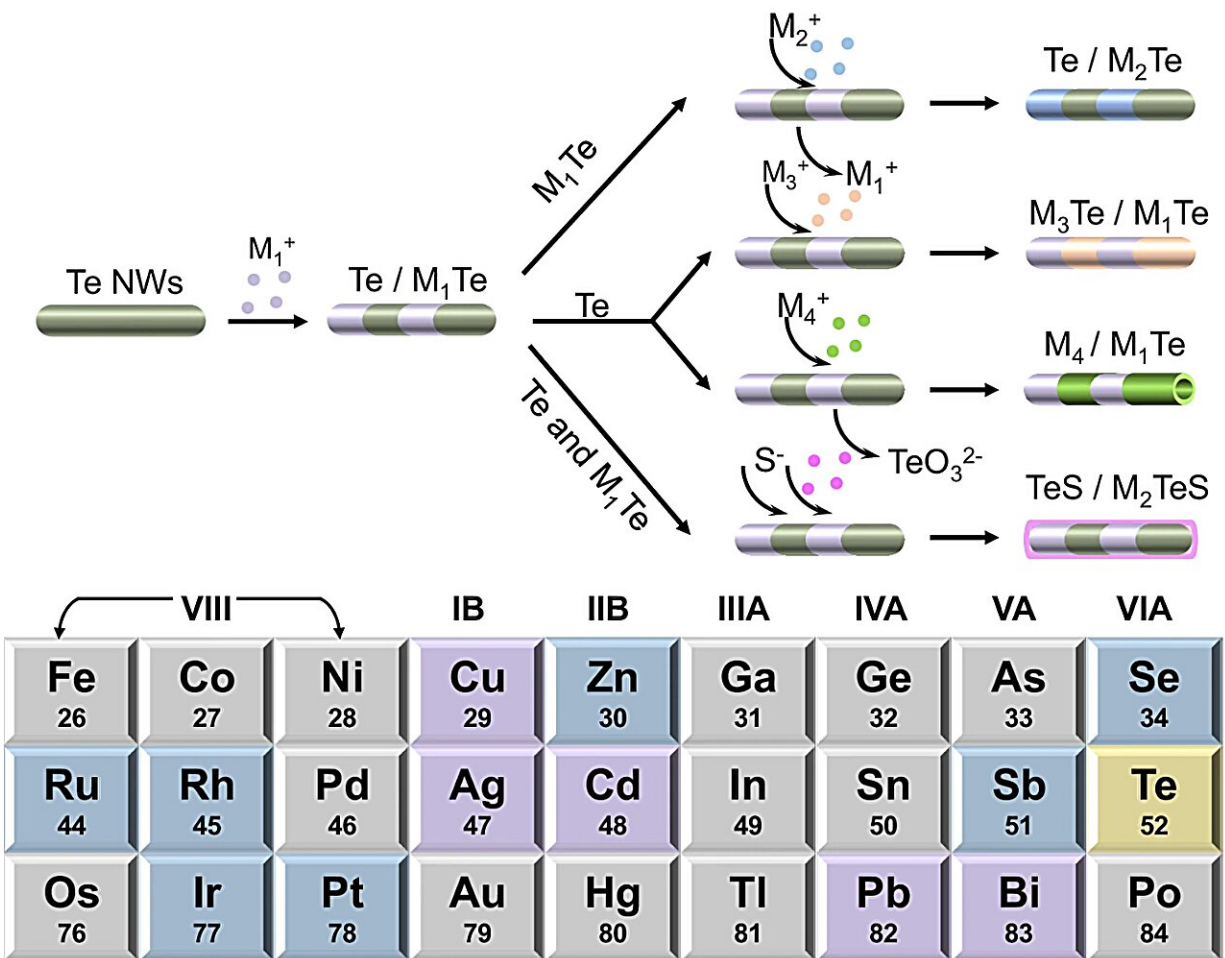 M₂⁺
Te / M₂Te
M₁Te
M₃⁺ M₁⁺
M₃Te / M₁Te
Te NWs
M₁⁺
Te / M₁Te
Te
M₄⁺
M₄ / M₁Te
Te and M₁Te
S⁻
TeO₃²⁻
TeS / M₂TeS
VIII IB IIB IIIA IVA VA VIA
Fe Co Ni Cu Zn Ga Ge As Se
26 27 28 29 30 31 32 33 34
Ru Rh Pd Ag Cd In Sn Sb Te
44 45 46 47 48 49 50 51 52
Os Ir Pt Au Hg Tl Pb Bi Po
76 77 78 79 80 81 82 83 84